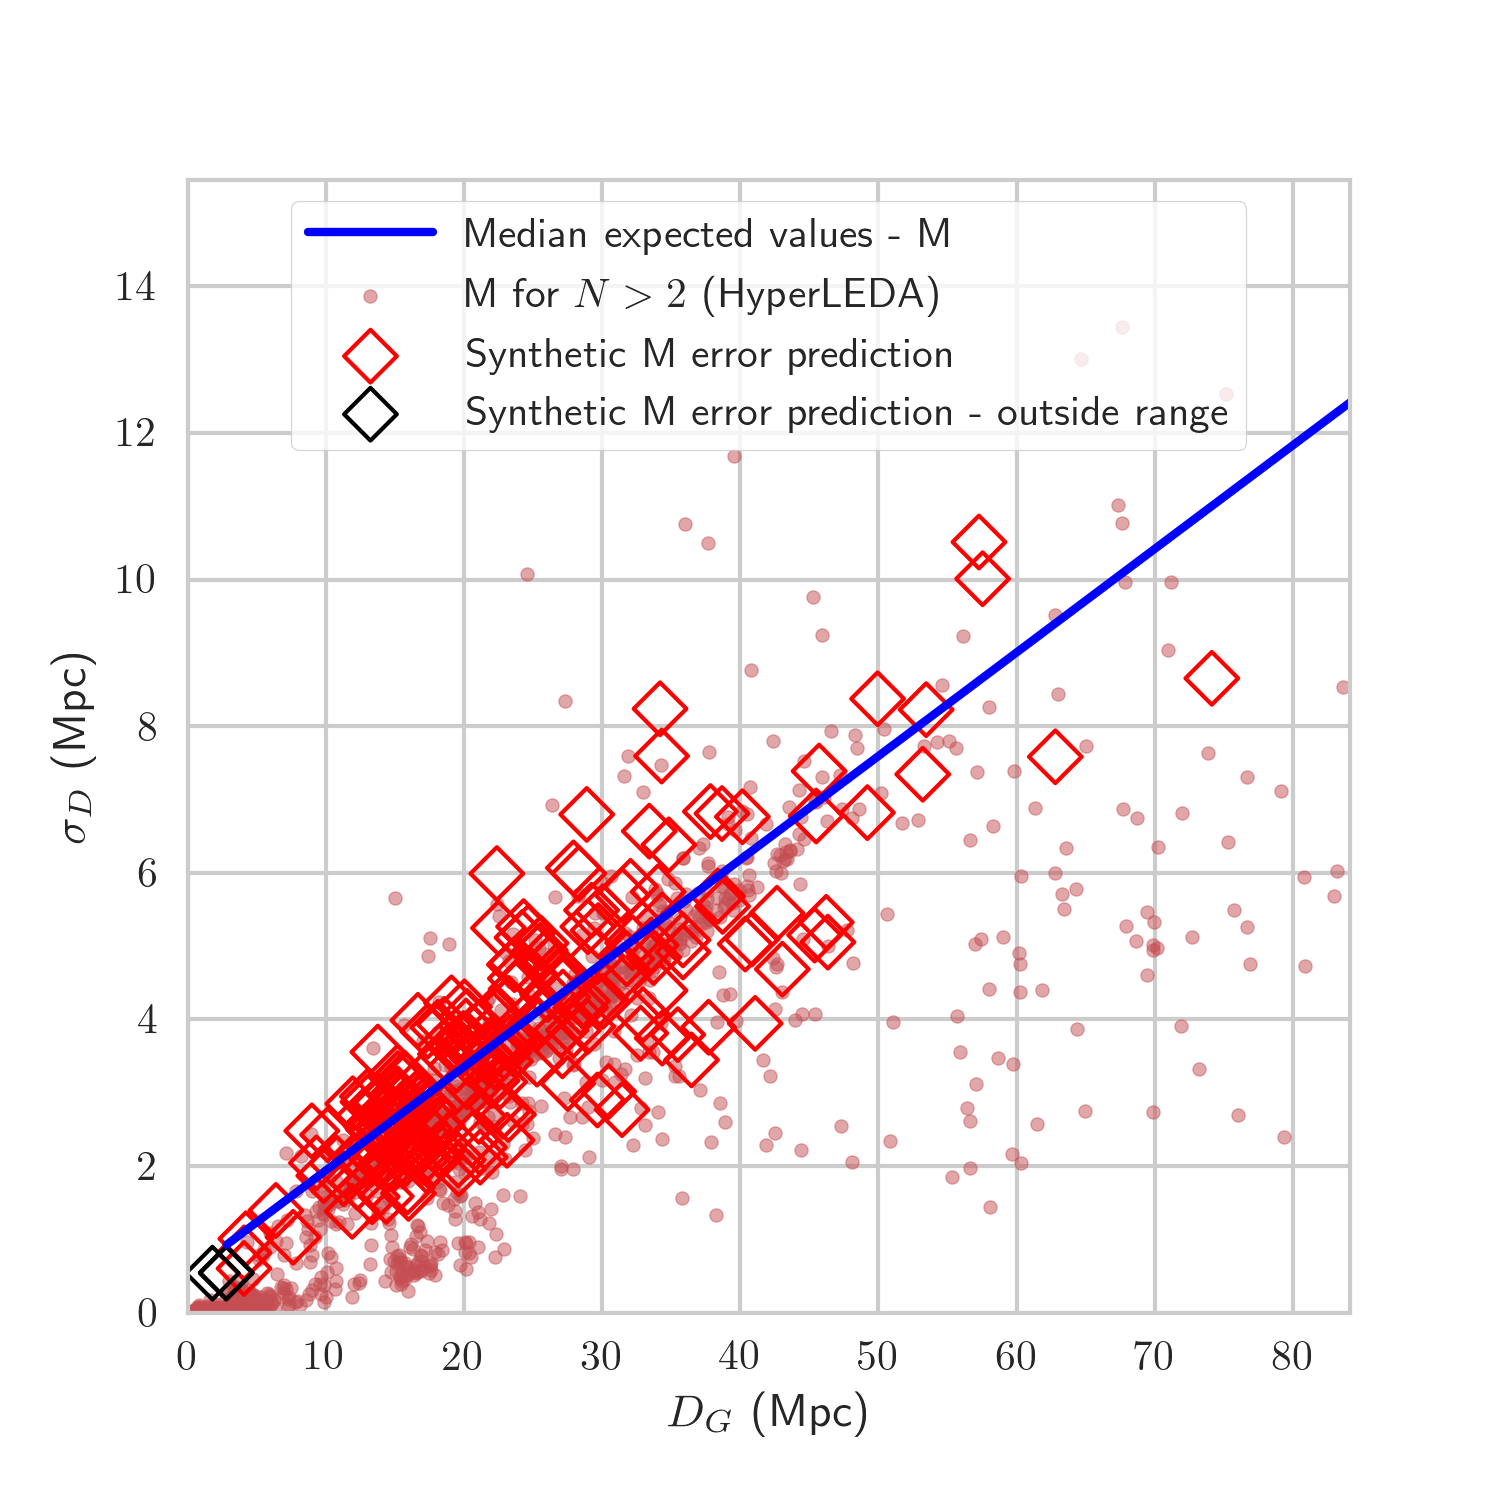 Median expected values - M
M for N > 2 (HyperLEDA)
Synthetic M error prediction
Synthetic M error prediction - outside range
14
12
10
8
6
4
2
0
σ_D (Mpc)
0 10 20 30 40 50 60 70 80
D_G (Mpc)